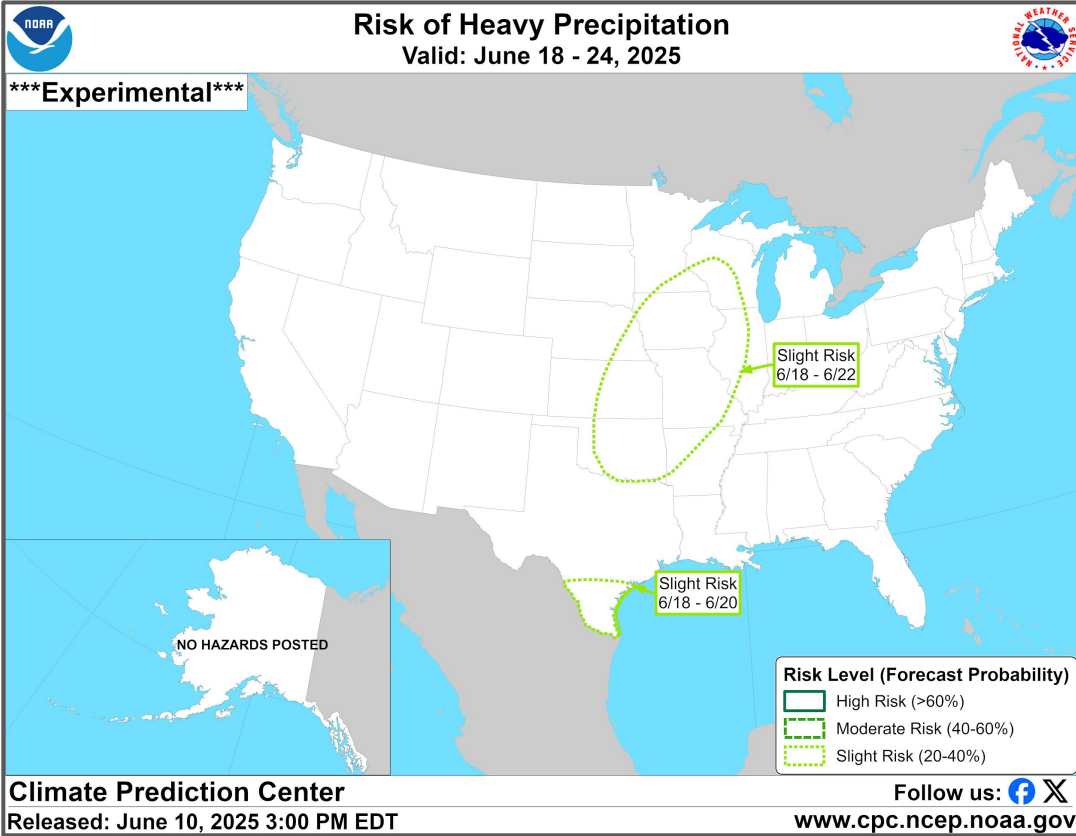 NOAA
Risk of Heavy Precipitation
Valid: June 18 - 24, 2025
NATIONAL WEATHER SERVICE
***Experimental***
Slight Risk
6/18 - 6/22
Slight Risk
6/18 - 6/20
NO HAZARDS POSTED
Risk Level (Forecast Probability)
High Risk (>60%)
Moderate Risk (40-60%)
Slight Risk (20-40%)
Climate Prediction Center
Follow us:
Released: June 10, 2025 3:00 PM EDT
www.cpc.ncep.noaa.gov